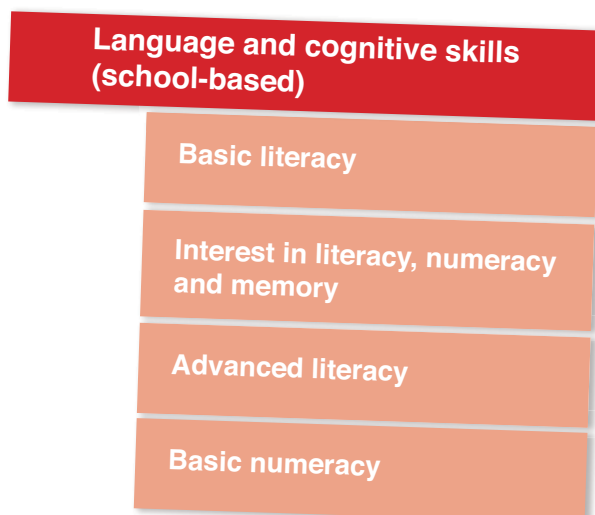 Language and cognitive skills
(school-based)
Basic literacy
Interest in literacy, numeracy
and memory
Advanced literacy
Basic numeracy